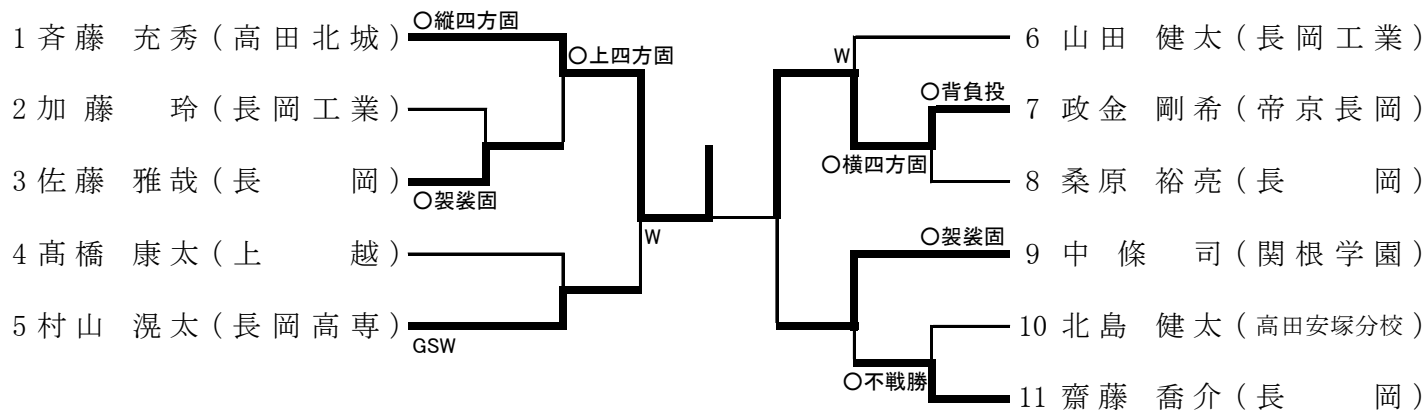 1 斉藤 充秀(高田北城)
○縦四方固
○上四方固
2 加藤 玲(長岡工業)
3 佐藤 雅哉(長 岡)
○袈裟固
W
4 髙橋 康太(上 越)
5 村山 滉太(長岡高専)
GSW
6 山田 健太(長岡工業)
W
○背負投
7 政金 剛希(帝京長岡)
○横四方固
8 桑原 裕亮(長 岡)
○袈裟固
9 中條 司(関根学園)
10 北島 健太(高田安塚分校)
○不戦勝
11 齋藤 喬介(長 岡)